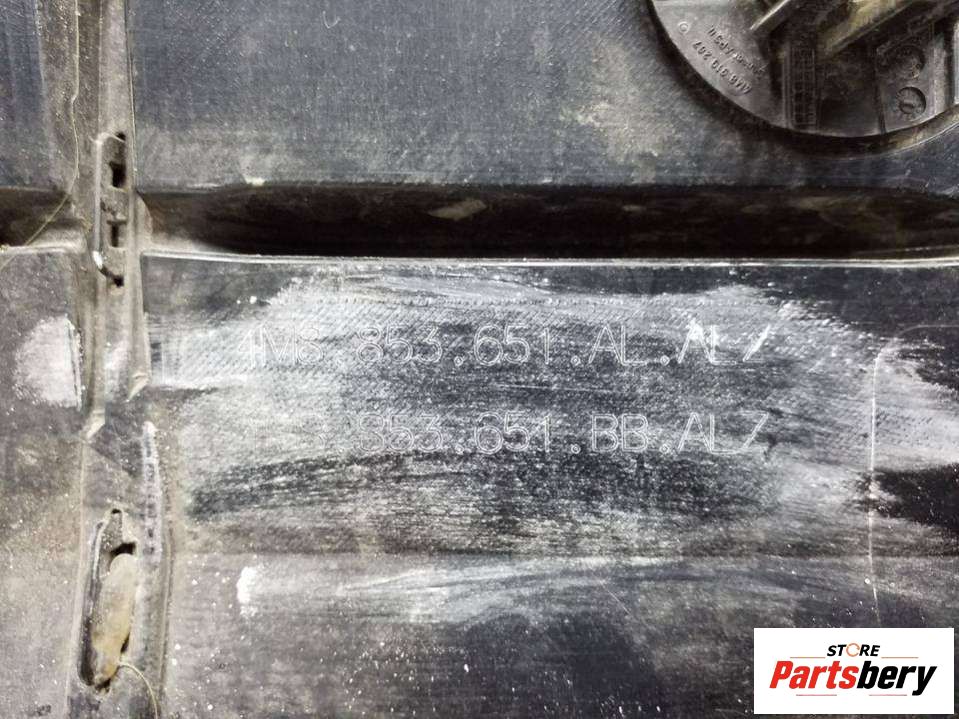 4M8.853.651.AL.ALZ
853.651.BB.ALZ
STORE
Partsbery